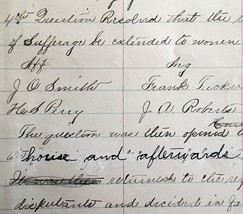 4th Question Resolved that the
of Suffrage be extended to women
Aff Neg
J O Smith Frank Tucker
H S Perry J A Roberts
The question was then opened to
house and afterwards
returned to the
disputants and decided in